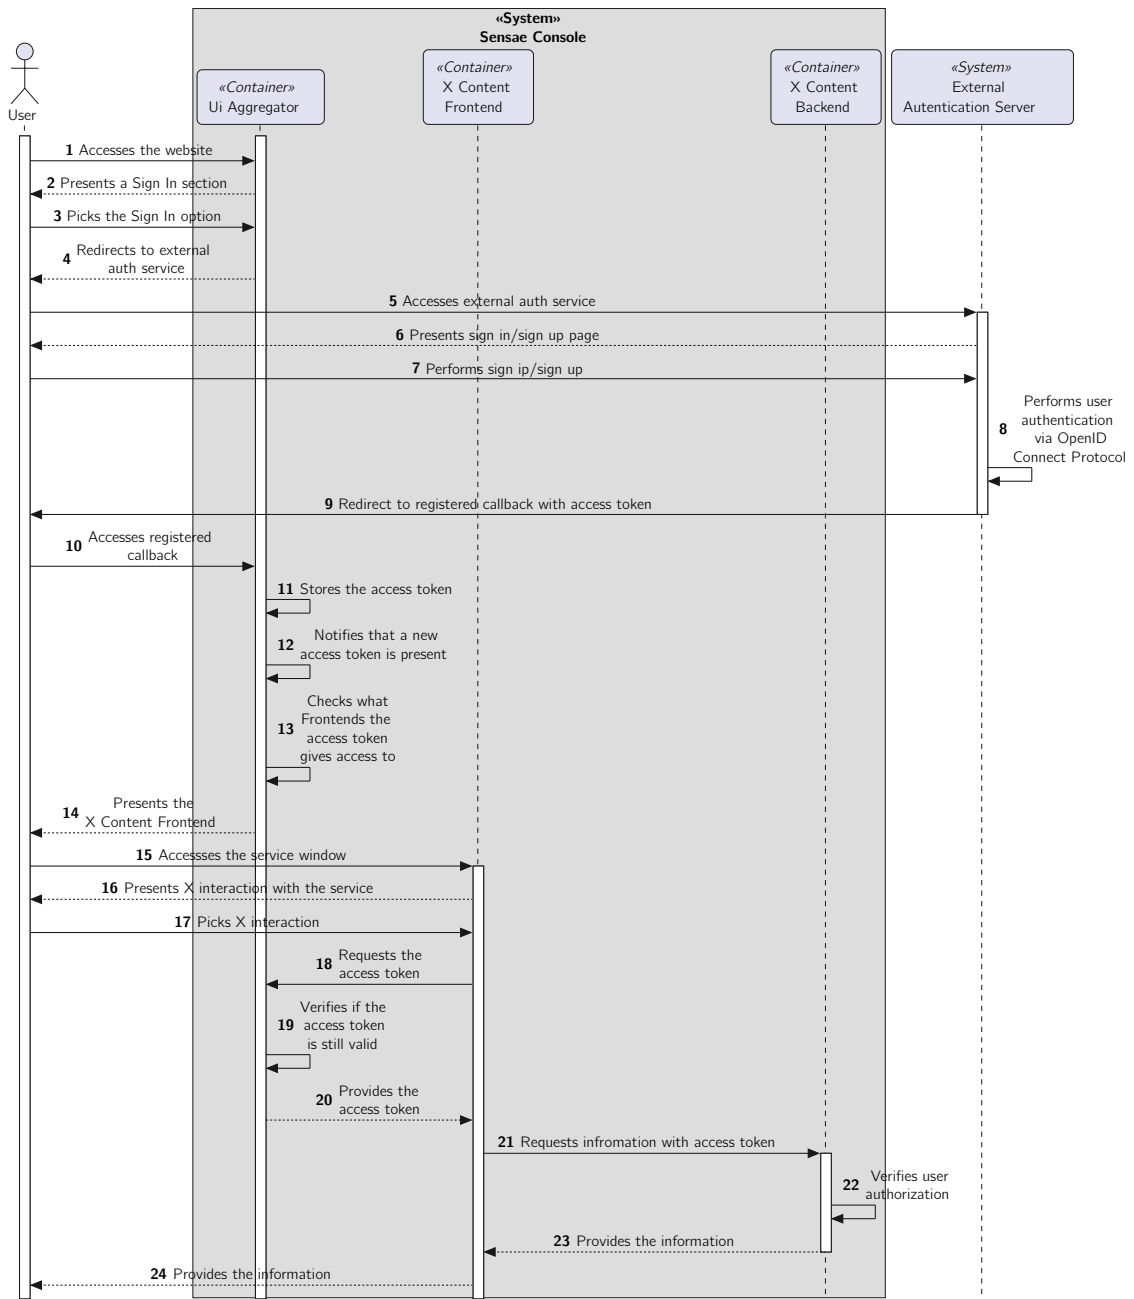 «System»
Sensae Console
User
«Container»
Ui Aggregator
«Container»
X Content
Frontend
«Container»
X Content
Backend
«System»
External
Autentication Server
1 Accesses the website
2 Presents a Sign In section
3 Picks the Sign In option
4 Redirects to external
auth service
5 Accesses external auth service
6 Presents sign in/sign up page
7 Performs sign ip/sign up
8 Performs user
authentication
via OpenID
Connect Protocol
9 Redirect to registered callback with access token
10 Accesses registered
callback
11 Stores the access token
12 Notifies that a new
access token is present
13 Checks what
Frontends the
access token
gives access to
14 Presents the
X Content Frontend
15 Accessses the service window
16 Presents X interaction with the service
17 Picks X interaction
18 Requests the
access token
19 Verifies if the
access token
is still valid
20 Provides the
access token
21 Requests infromation with access token
22 Verifies user
authorization
23 Provides the information
24 Provides the information